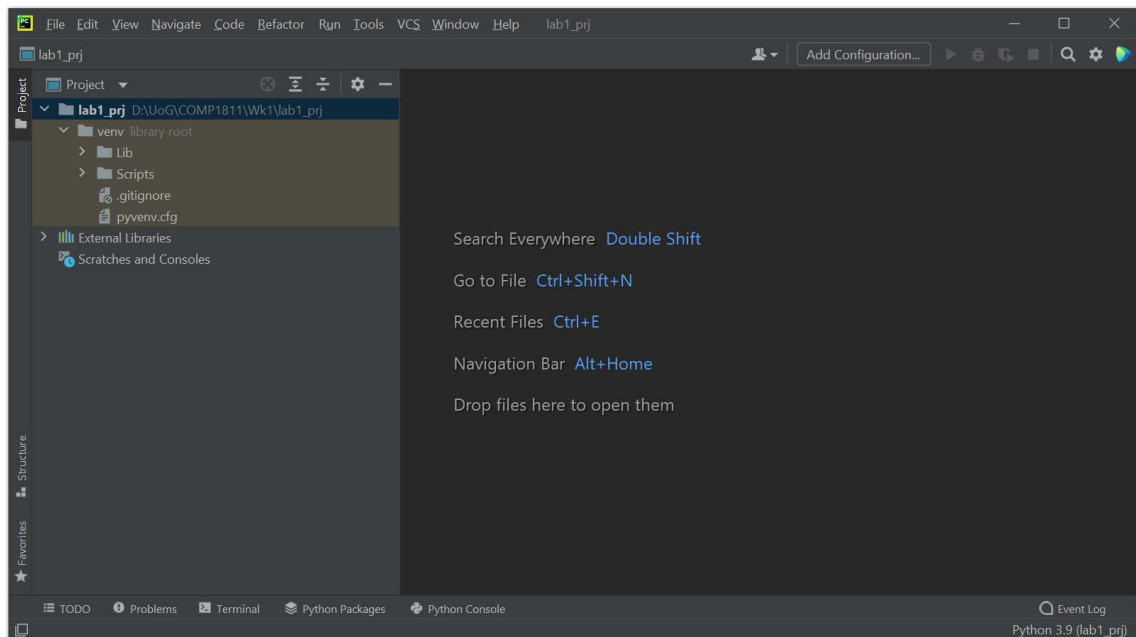 PC File Edit View Navigate Code Refactor Run Tools VCS Window Help lab1_prj
lab1_prj Add Configuration...
Project Project
lab1_prj D:\UoG\COMP1811\Wk1\lab1_prj
venv library root
Lib
Scripts
.gitignore
pyvenv.cfg
External Libraries
Scratches and Consoles
Search Everywhere Double Shift
Go to File Ctrl+Shift+N
Recent Files Ctrl+E
Navigation Bar Alt+Home
Drop files here to open them
Structure
Favorites
TODO Problems Terminal Python Packages Python Console Event Log
Python 3.9 (lab1_prj)